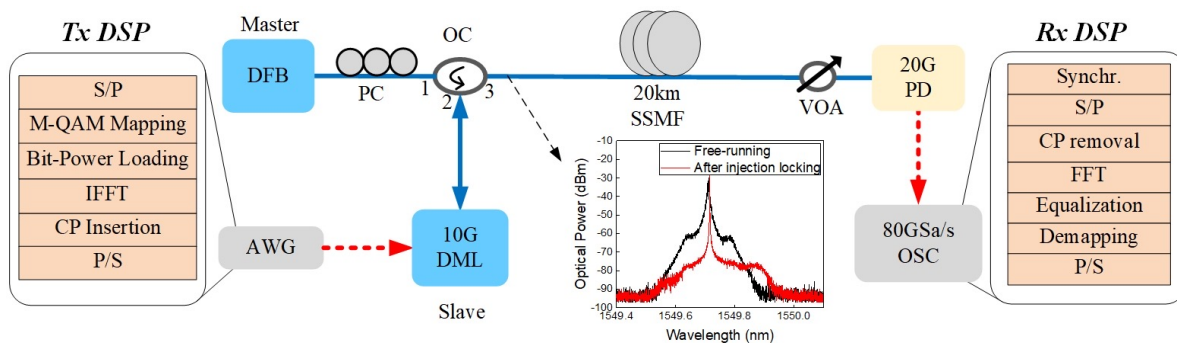 Tx DSP
S/P
M-QAM Mapping
Bit-Power Loading
IFFT
CP Insertion
P/S
AWG
Master
DFB
PC
OC
1
2
3
10G
DML
Slave
20km
SSMF
VOA
20G
PD
80GSa/s
OSC
Free-running
After injection locking
Optical Power (dBm)
-10
-20
-30
-40
-50
-60
-70
-80
-90
-100
1549.4
1549.6
1549.8
1550.0
Wavelength (nm)
Rx DSP
Synchr.
S/P
CP removal
FFT
Equalization
Demapping
P/S